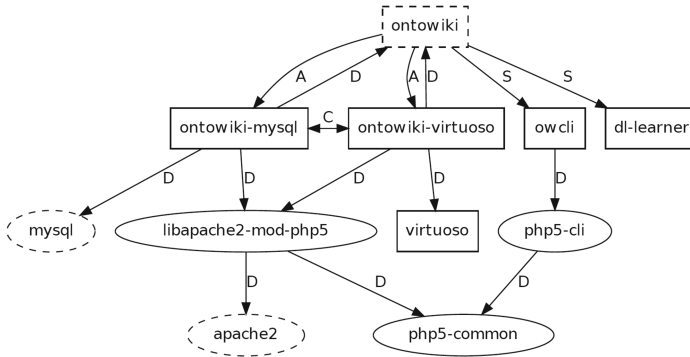 ontowiki
A
D
A
D
S
S
ontowiki-mysql
C
ontowiki-virtuoso
owcli
dl-learner
D
D
D
D
D
mysql
libapache2-mod-php5
virtuoso
php5-cli
D
D
D
apache2
php5-common